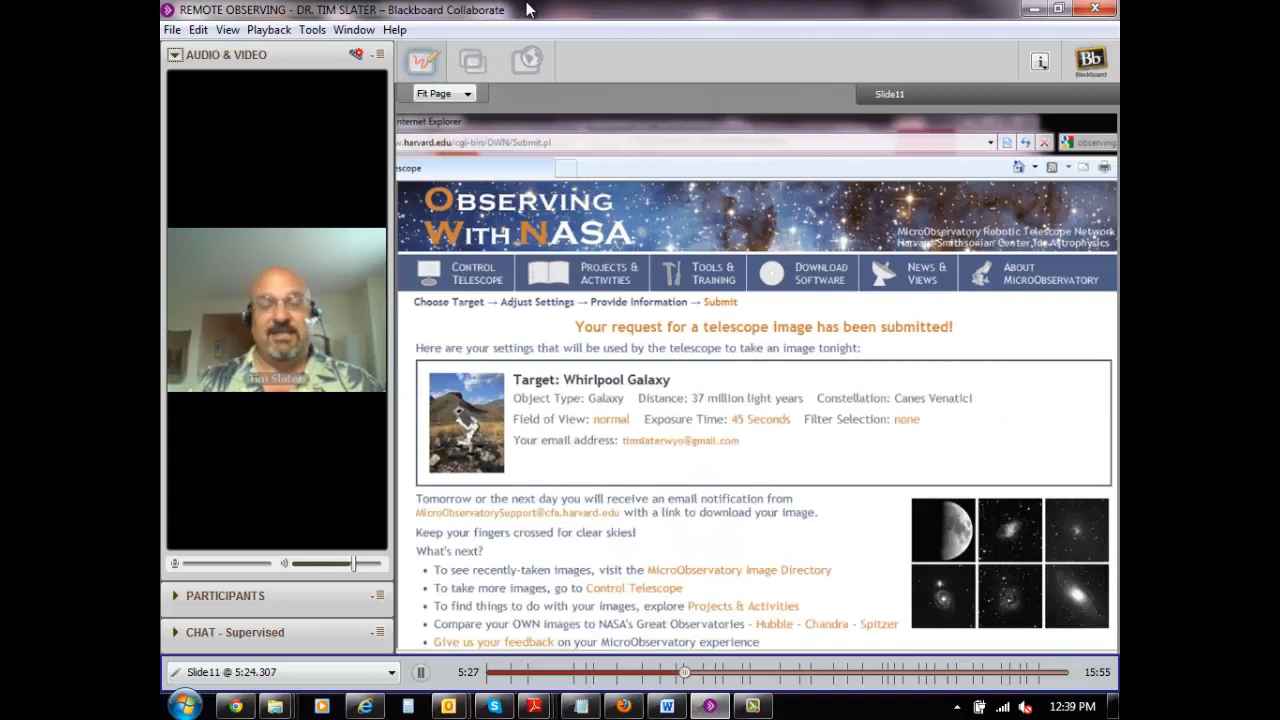 REMOTE OBSERVING - DR. TIM SLATER – Blackboard Collaborate
File Edit View Playback Tools Window Help
AUDIO & VIDEO
Blackboard
Fit Page
Slide11
nternet Explorer
w.harvard.edu/cgi-bin/OWN/Submit.pl
observing
escope
OBSERVING
WITH NASA
MicroObservatory Robotic Telescope Network
Harvard-Smithsonian Center for Astrophysics
CONTROL TELESCOPE
PROJECTS & ACTIVITIES
TOOLS & TRAINING
DOWNLOAD SOFTWARE
NEWS & VIEWS
ABOUT MICROOBSERVATORY
Choose Target → Adjust Settings → Provide Information → Submit
Your request for a telescope image has been submitted!
Here are your settings that will be used by the telescope to take an image tonight:
Target: Whirlpool Galaxy
Object Type: Galaxy Distance: 37 million light years Constellation: Canes Venatici
Field of View: normal Exposure Time: 45 Seconds Filter Selection: none
Your email address: timslaterwyo@gmail.com
Tim Slater
Tomorrow or the next day you will receive an email notification from
MicroObservatorySupport@cfa.harvard.edu with a link to download your image.
Keep your fingers crossed for clear skies!
What's next?
• To see recently-taken images, visit the MicroObservatory Image Directory
• To take more images, go to Control Telescope
• To find things to do with your images, explore Projects & Activities
• Compare your OWN images to NASA's Great Observatories - Hubble - Chandra - Spitzer
• Give us your feedback on your MicroObservatory experience
PARTICIPANTS
CHAT - Supervised
Slide11 @ 5:24.307
5:27
15:55
12:39 PM